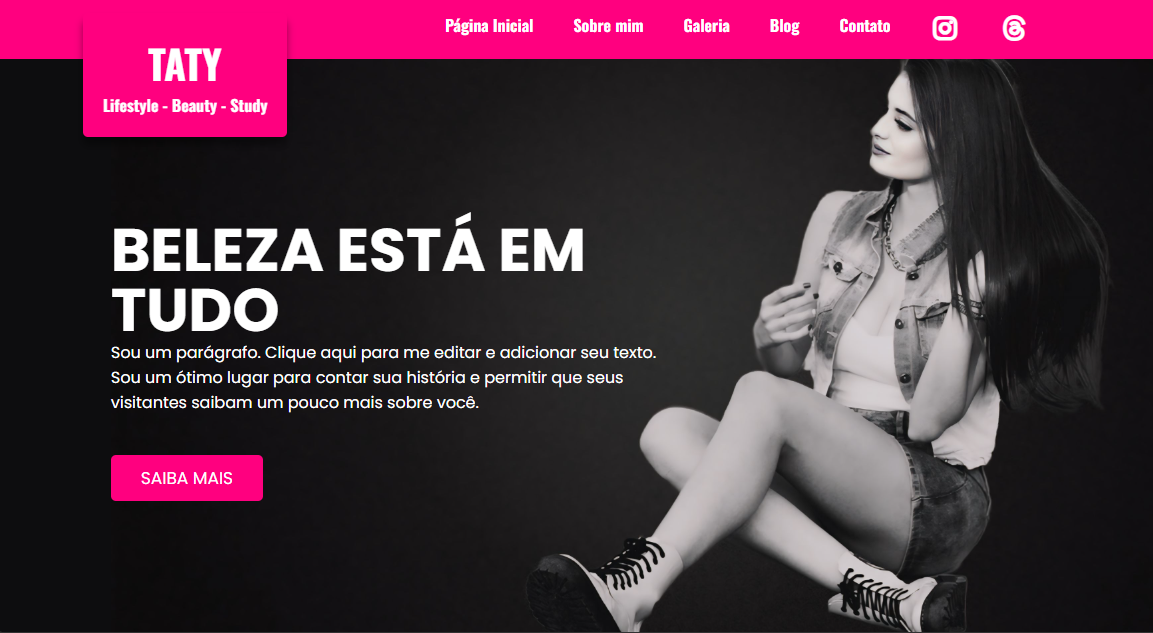 Página Inicial Sobre mim Galeria Blog Contato
TATY
Lifestyle - Beauty - Study
BELEZA ESTÁ EM
TUDO
Sou um parágrafo. Clique aqui para me editar e adicionar seu texto.
Sou um ótimo lugar para contar sua história e permitir que seus
visitantes saibam um pouco mais sobre você.
SAIBA MAIS